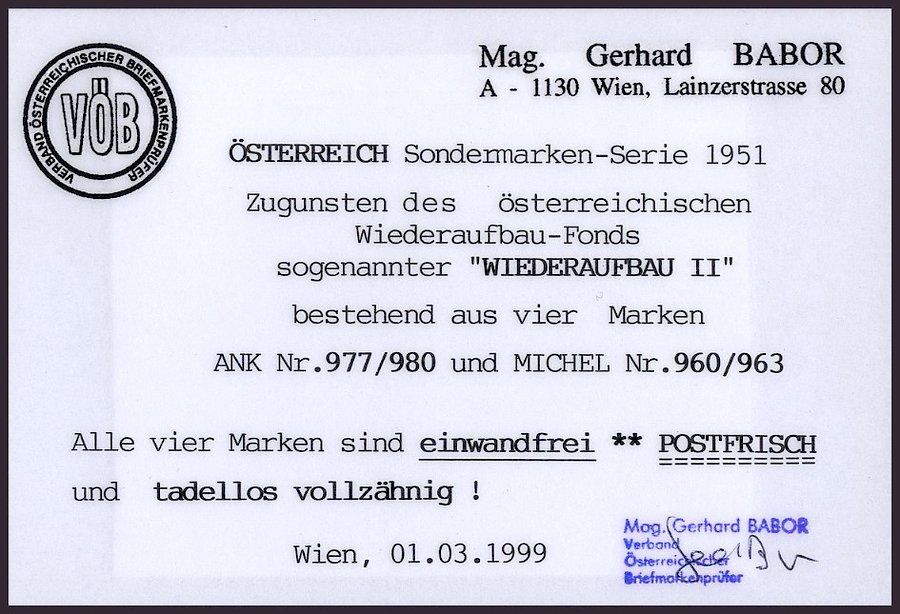 VERBAND ÖSTERREICHISCHER BRIEFMARKENPRÜFER
VÖB
Mag. Gerhard BABOR
A - 1130 Wien, Lainzerstrasse 80
ÖSTERREICH Sondermarken-Serie 1951
Zugunsten des österreichischen
Wiederaufbau-Fonds
sogenannter "WIEDERAUFBAU II"
bestehend aus vier Marken
ANK Nr.977/980 und MICHEL Nr.960/963
Alle vier Marken sind einwandfrei ** POSTFRISCH
und tadellos vollzähnig !
Wien, 01.03.1999
Mag. Gerhard BABOR
Verband
Österreichischer
Briefmarkenprüfer